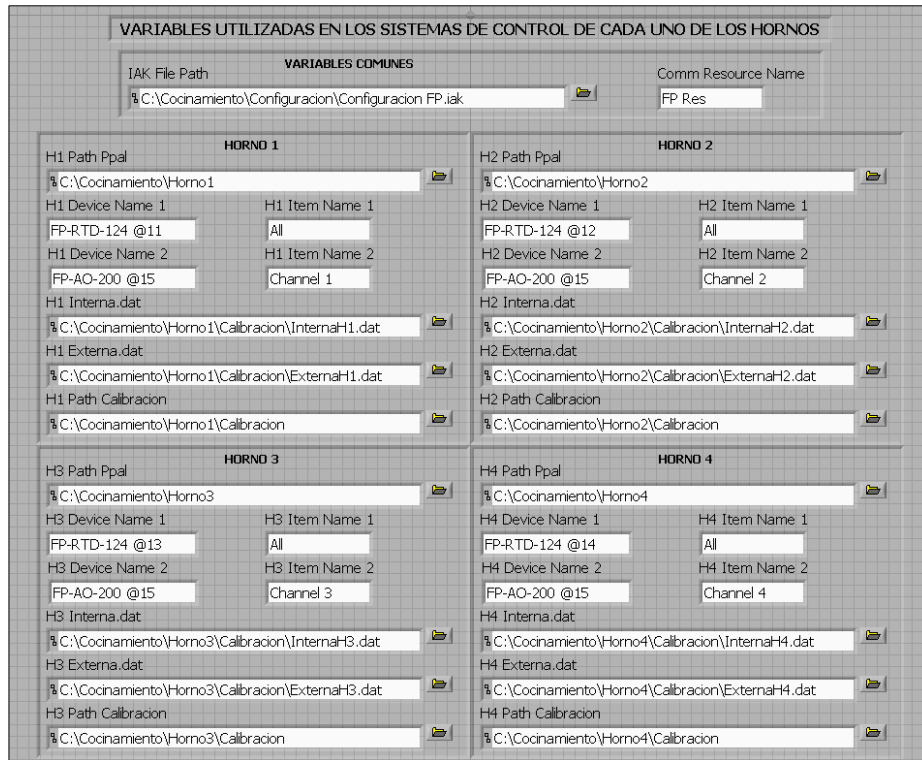 VARIABLES UTILIZADAS EN LOS SISTEMAS DE CONTROL DE CADA UNO DE LOS HORNOS
VARIABLES COMUNES
IAK File Path
Comm Resource Name
C:\Cocinamiento\Configuracion\Configuracion FP.iak
FP Res
HORNO 1
H1 Path Ppal
C:\Cocinamiento\Horno1
H1 Device Name 1
H1 Item Name 1
FP-RTD-124 @11
All
H1 Device Name 2
H1 Item Name 2
FP-AO-200 @15
Channel 1
H1 Interna.dat
C:\Cocinamiento\Horno1\Calibracion\InternaH1.dat
H1 Externa.dat
C:\Cocinamiento\Horno1\Calibracion\ExternaH1.dat
H1 Path Calibracion
C:\Cocinamiento\Horno1\Calibracion
HORNO 2
H2 Path Ppal
C:\Cocinamiento\Horno2
H2 Device Name 1
H2 Item Name 1
FP-RTD-124 @12
All
H2 Device Name 2
H2 Item Name 2
FP-AO-200 @15
Channel 2
H2 Interna.dat
C:\Cocinamiento\Horno2\Calibracion\InternaH2.dat
H2 Externa.dat
C:\Cocinamiento\Horno2\Calibracion\ExternaH2.dat
H2 Path Calibracion
C:\Cocinamiento\Horno2\Calibracion
HORNO 3
H3 Path Ppal
C:\Cocinamiento\Horno3
H3 Device Name 1
H3 Item Name 1
FP-RTD-124 @13
All
H3 Device Name 2
H3 Item Name 2
FP-AO-200 @15
Channel 3
H3 Interna.dat
C:\Cocinamiento\Horno3\Calibracion\InternaH3.dat
H3 Externa.dat
C:\Cocinamiento\Horno3\Calibracion\ExternaH3.dat
H3 Path Calibracion
C:\Cocinamiento\Horno3\Calibracion
HORNO 4
H4 Path Ppal
C:\Cocinamiento\Horno4
H4 Device Name 1
H4 Item Name 1
FP-RTD-124 @14
All
H4 Device Name 2
H4 Item Name 2
FP-AO-200 @15
Channel 4
H4 Interna.dat
C:\Cocinamiento\Horno4\Calibracion\InternaH4.dat
H4 Externa.dat
C:\Cocinamiento\Horno4\Calibracion\ExternaH4.dat
H4 Path Calibracion
C:\Cocinamiento\Horno4\Calibracion